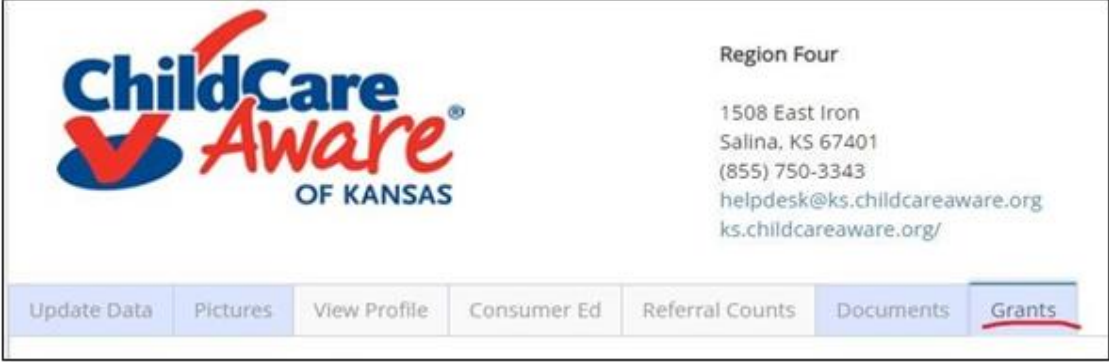 ChildCare
Aware®
OF KANSAS
Region Four
1508 East Iron
Salina, KS 67401
(855) 750-3343
helpdesk@ks.childcareaware.org
ks.childcareaware.org/
Update Data Pictures View Profile Consumer Ed Referral Counts Documents Grants